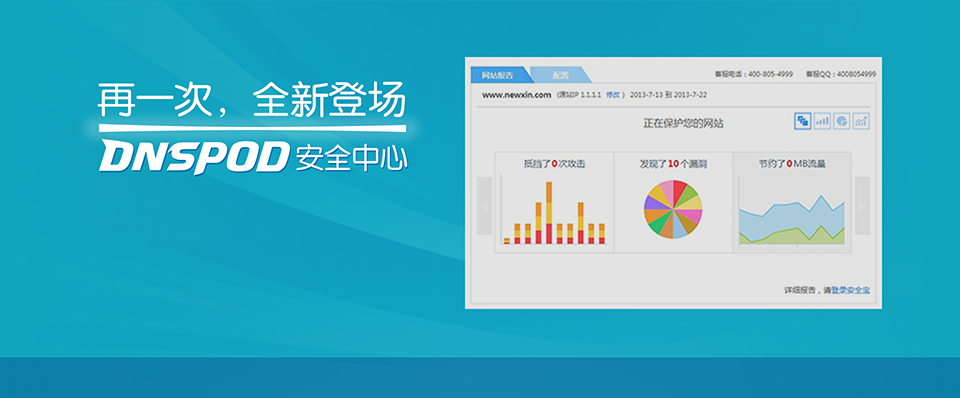 再一次，全新登场
DNSPOD 安全中心
网站报告 配置
客服电话：400-805-4999 客服QQ：4008054999
www.newxin.com (源站IP 1.1.1.1 修改 ) 2013-7-13 到 2013-7-22
正在保护您的网站
抵挡了0次攻击
发现了10个漏洞
节约了0MB流量
详细报告，请登录安全宝